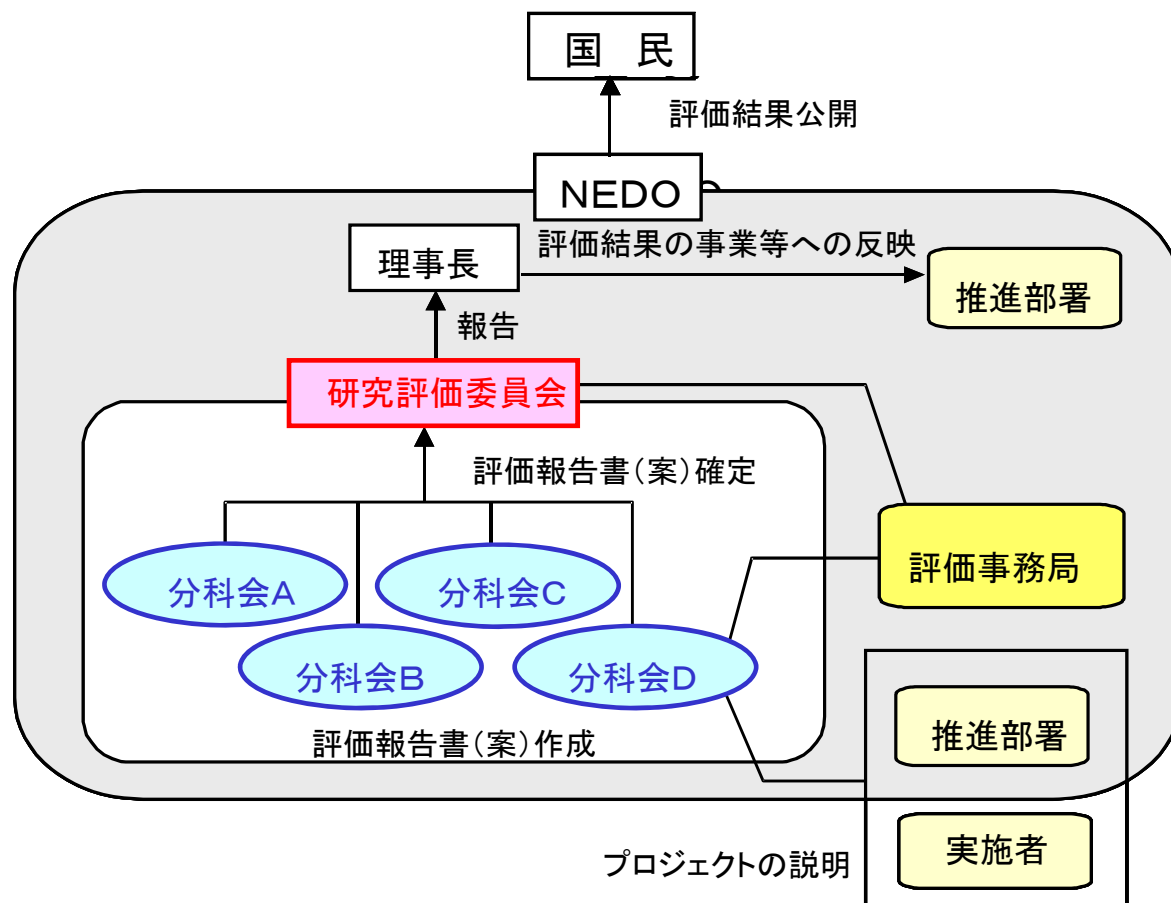 国　民
評価結果公開
ＮＥＤＯ
評価結果の事業等への反映
理事長
推進部署
報告
研究評価委員会
評価報告書（案）確定
分科会Ａ
分科会Ｃ
評価事務局
分科会Ｂ
分科会Ｄ
推進部署
評価報告書（案）作成
実施者
プロジェクトの説明